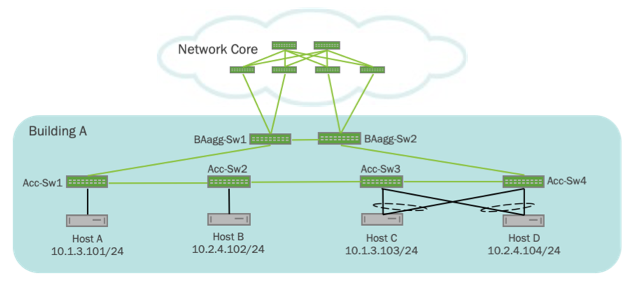 Network Core
Building A
BAagg-Sw1
BAagg-Sw2
Acc-Sw1
Acc-Sw2
Acc-Sw3
Acc-Sw4
Host A
10.1.3.101/24
Host B
10.2.4.102/24
Host C
10.1.3.103/24
Host D
10.2.4.104/24